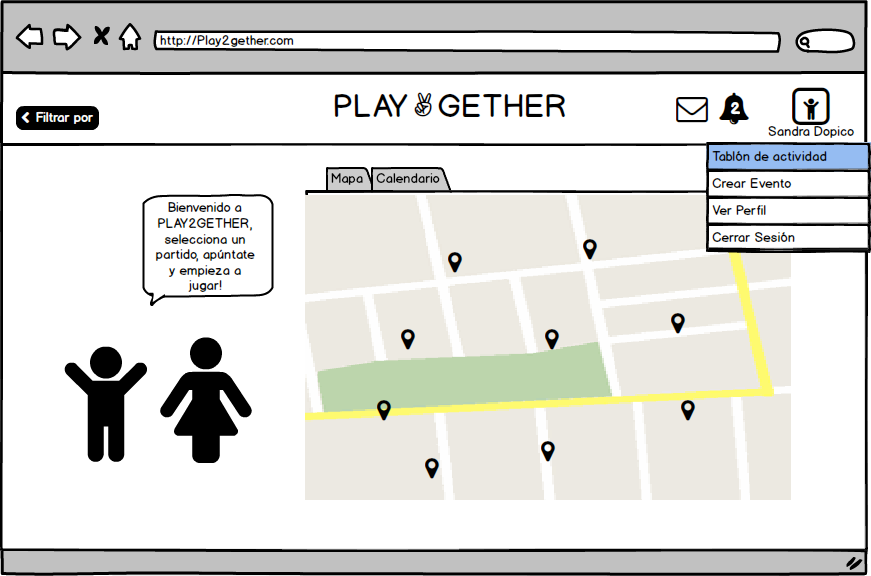 http://Play2gether.com
Filtrar por
PLAY✌GETHER
2
Sandra Dopico
Tablón de actividad
Crear Evento
Ver Perfil
Cerrar Sesión
Mapa
Calendario
Bienvenido a
PLAY2GETHER,
selecciona un
partido, apúntate
y empieza a
jugar!